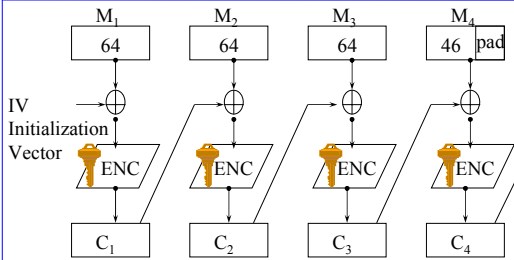 M1 M2 M3 M4
64 64 64 46 pad
IV
Initialization
Vector
ENC ENC ENC ENC
C1 C2 C3 C4